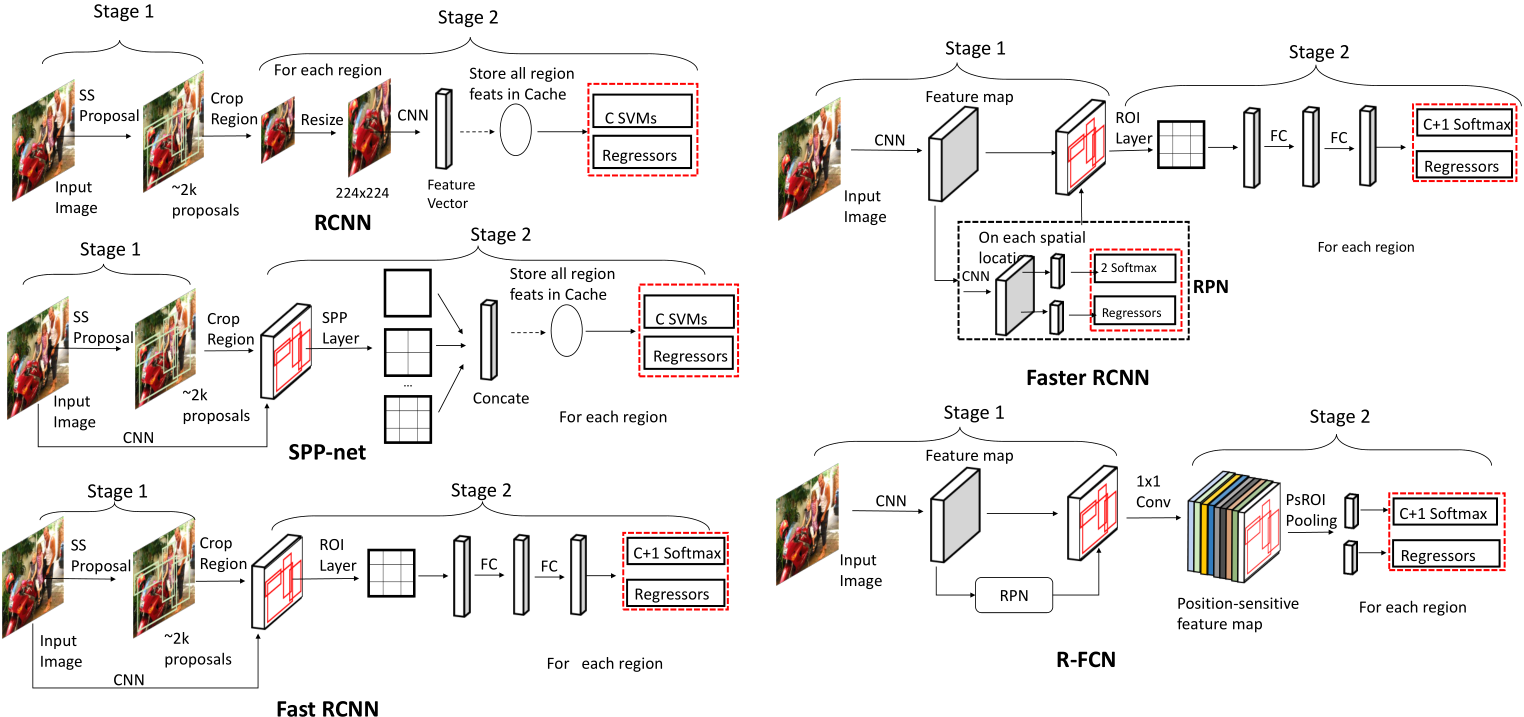 Stage 1
Stage 2
For each region
SS
Proposal
Crop
Region
Resize
CNN
Store all region
feats in Cache
C SVMs
Regressors
Input
Image
~2k
proposals
224x224
Feature
Vector
RCNN
Stage 1
Stage 2
SS
Proposal
Crop
Region
SPP
Layer
...
Store all region
feats in Cache
C SVMs
Regressors
Input
Image
~2k
proposals
CNN
Concate
For each region
SPP-net
Stage 1
Stage 2
SS
Proposal
Crop
Region
ROI
Layer
FC
FC
C+1 Softmax
Regressors
Input
Image
~2k
proposals
CNN
For each region
Fast RCNN
Stage 1
Stage 2
Feature map
CNN
ROI
Layer
FC
FC
C+1 Softmax
Regressors
Input
Image
On each spatial
location
CNN
2 Softmax
Regressors
RPN
For each region
Faster RCNN
Stage 1
Stage 2
Feature map
CNN
1x1
Conv
PsROI
Pooling
C+1 Softmax
Regressors
Input
Image
RPN
Position-sensitive
feature map
For each region
R-FCN